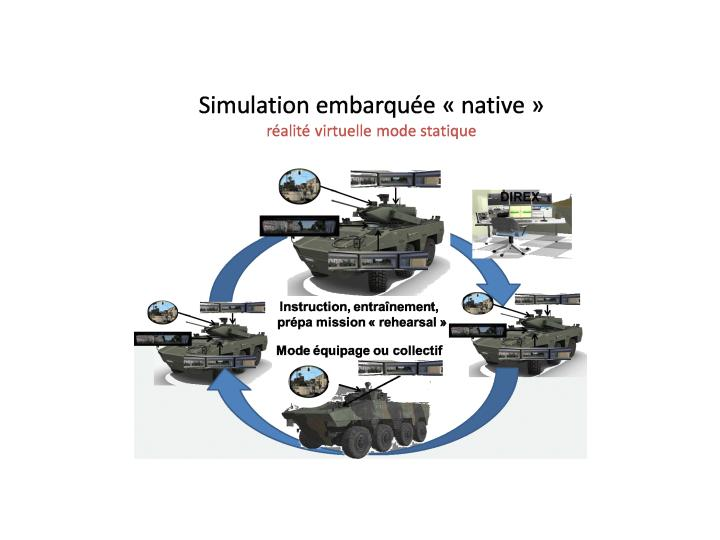 Simulation embarquée « native »
réalité virtuelle mode statique
DIREX
Instruction, entraînement,
prépa mission « rehearsal »
Mode équipage ou collectif